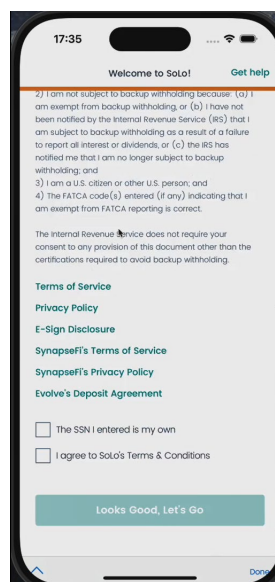 17:35
Welcome to SoLo!
Get help
2) I am not subject to backup withholding because: (a) I
am exempt from backup withholding, or (b) I have not
been notified by the Internal Revenue Service (IRS) that I
am subject to backup withholding as a result of a failure
to report all interest or dividends, or (c) the IRS has
notified me that I am no longer subject to backup
withholding; and
3) I am a U.S. citizen or other U.S. person; and
4) The FATCA code(s) entered (if any) indicating that I
am exempt from FATCA reporting is correct.
The Internal Revenue Service does not require your
consent to any provision of this document other than the
certifications required to avoid backup withholding.
Terms of Service
Privacy Policy
E-Sign Disclosure
SynapseFi's Terms of Service
SynapseFi's Privacy Policy
Evolve's Deposit Agreement
The SSN I entered is my own
I agree to SoLo's Terms & Conditions
Looks Good, Let's Go
Done